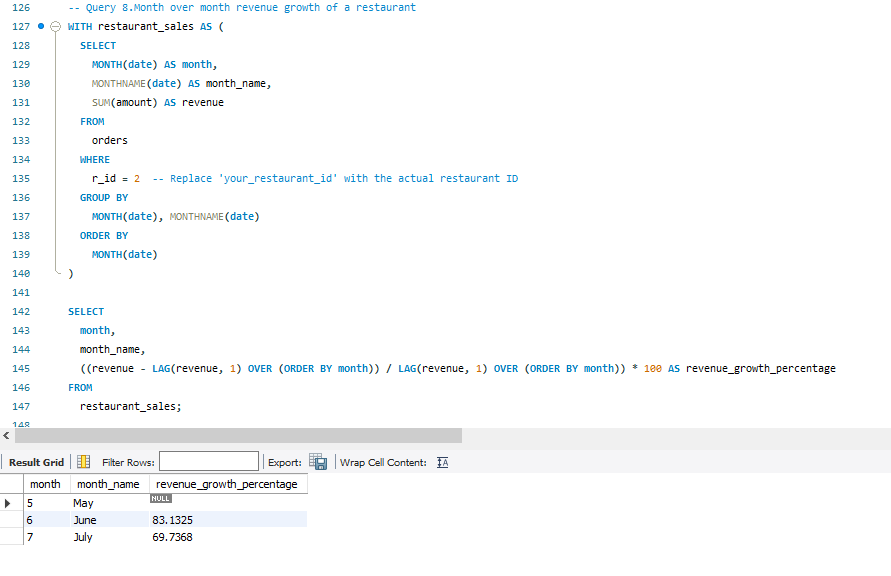 126 -- Query 8.Month over month revenue growth of a restaurant
127 WITH restaurant_sales AS (
128 SELECT
129 MONTH(date) AS month,
130 MONTHNAME(date) AS month_name,
131 SUM(amount) AS revenue
132 FROM
133 orders
134 WHERE
135 r_id = 2 -- Replace 'your_restaurant_id' with the actual restaurant ID
136 GROUP BY
137 MONTH(date), MONTHNAME(date)
138 ORDER BY
139 MONTH(date)
140 )
141
142 SELECT
143 month,
144 month_name,
145 ((revenue - LAG(revenue, 1) OVER (ORDER BY month)) / LAG(revenue, 1) OVER (ORDER BY month)) * 100 AS revenue_growth_percentage
146 FROM
147 restaurant_sales;
148
Result Grid Filter Rows: Export: Wrap Cell Content:
month month_name revenue_growth_percentage
5 May NULL
6 June 83.1325
7 July 69.7368